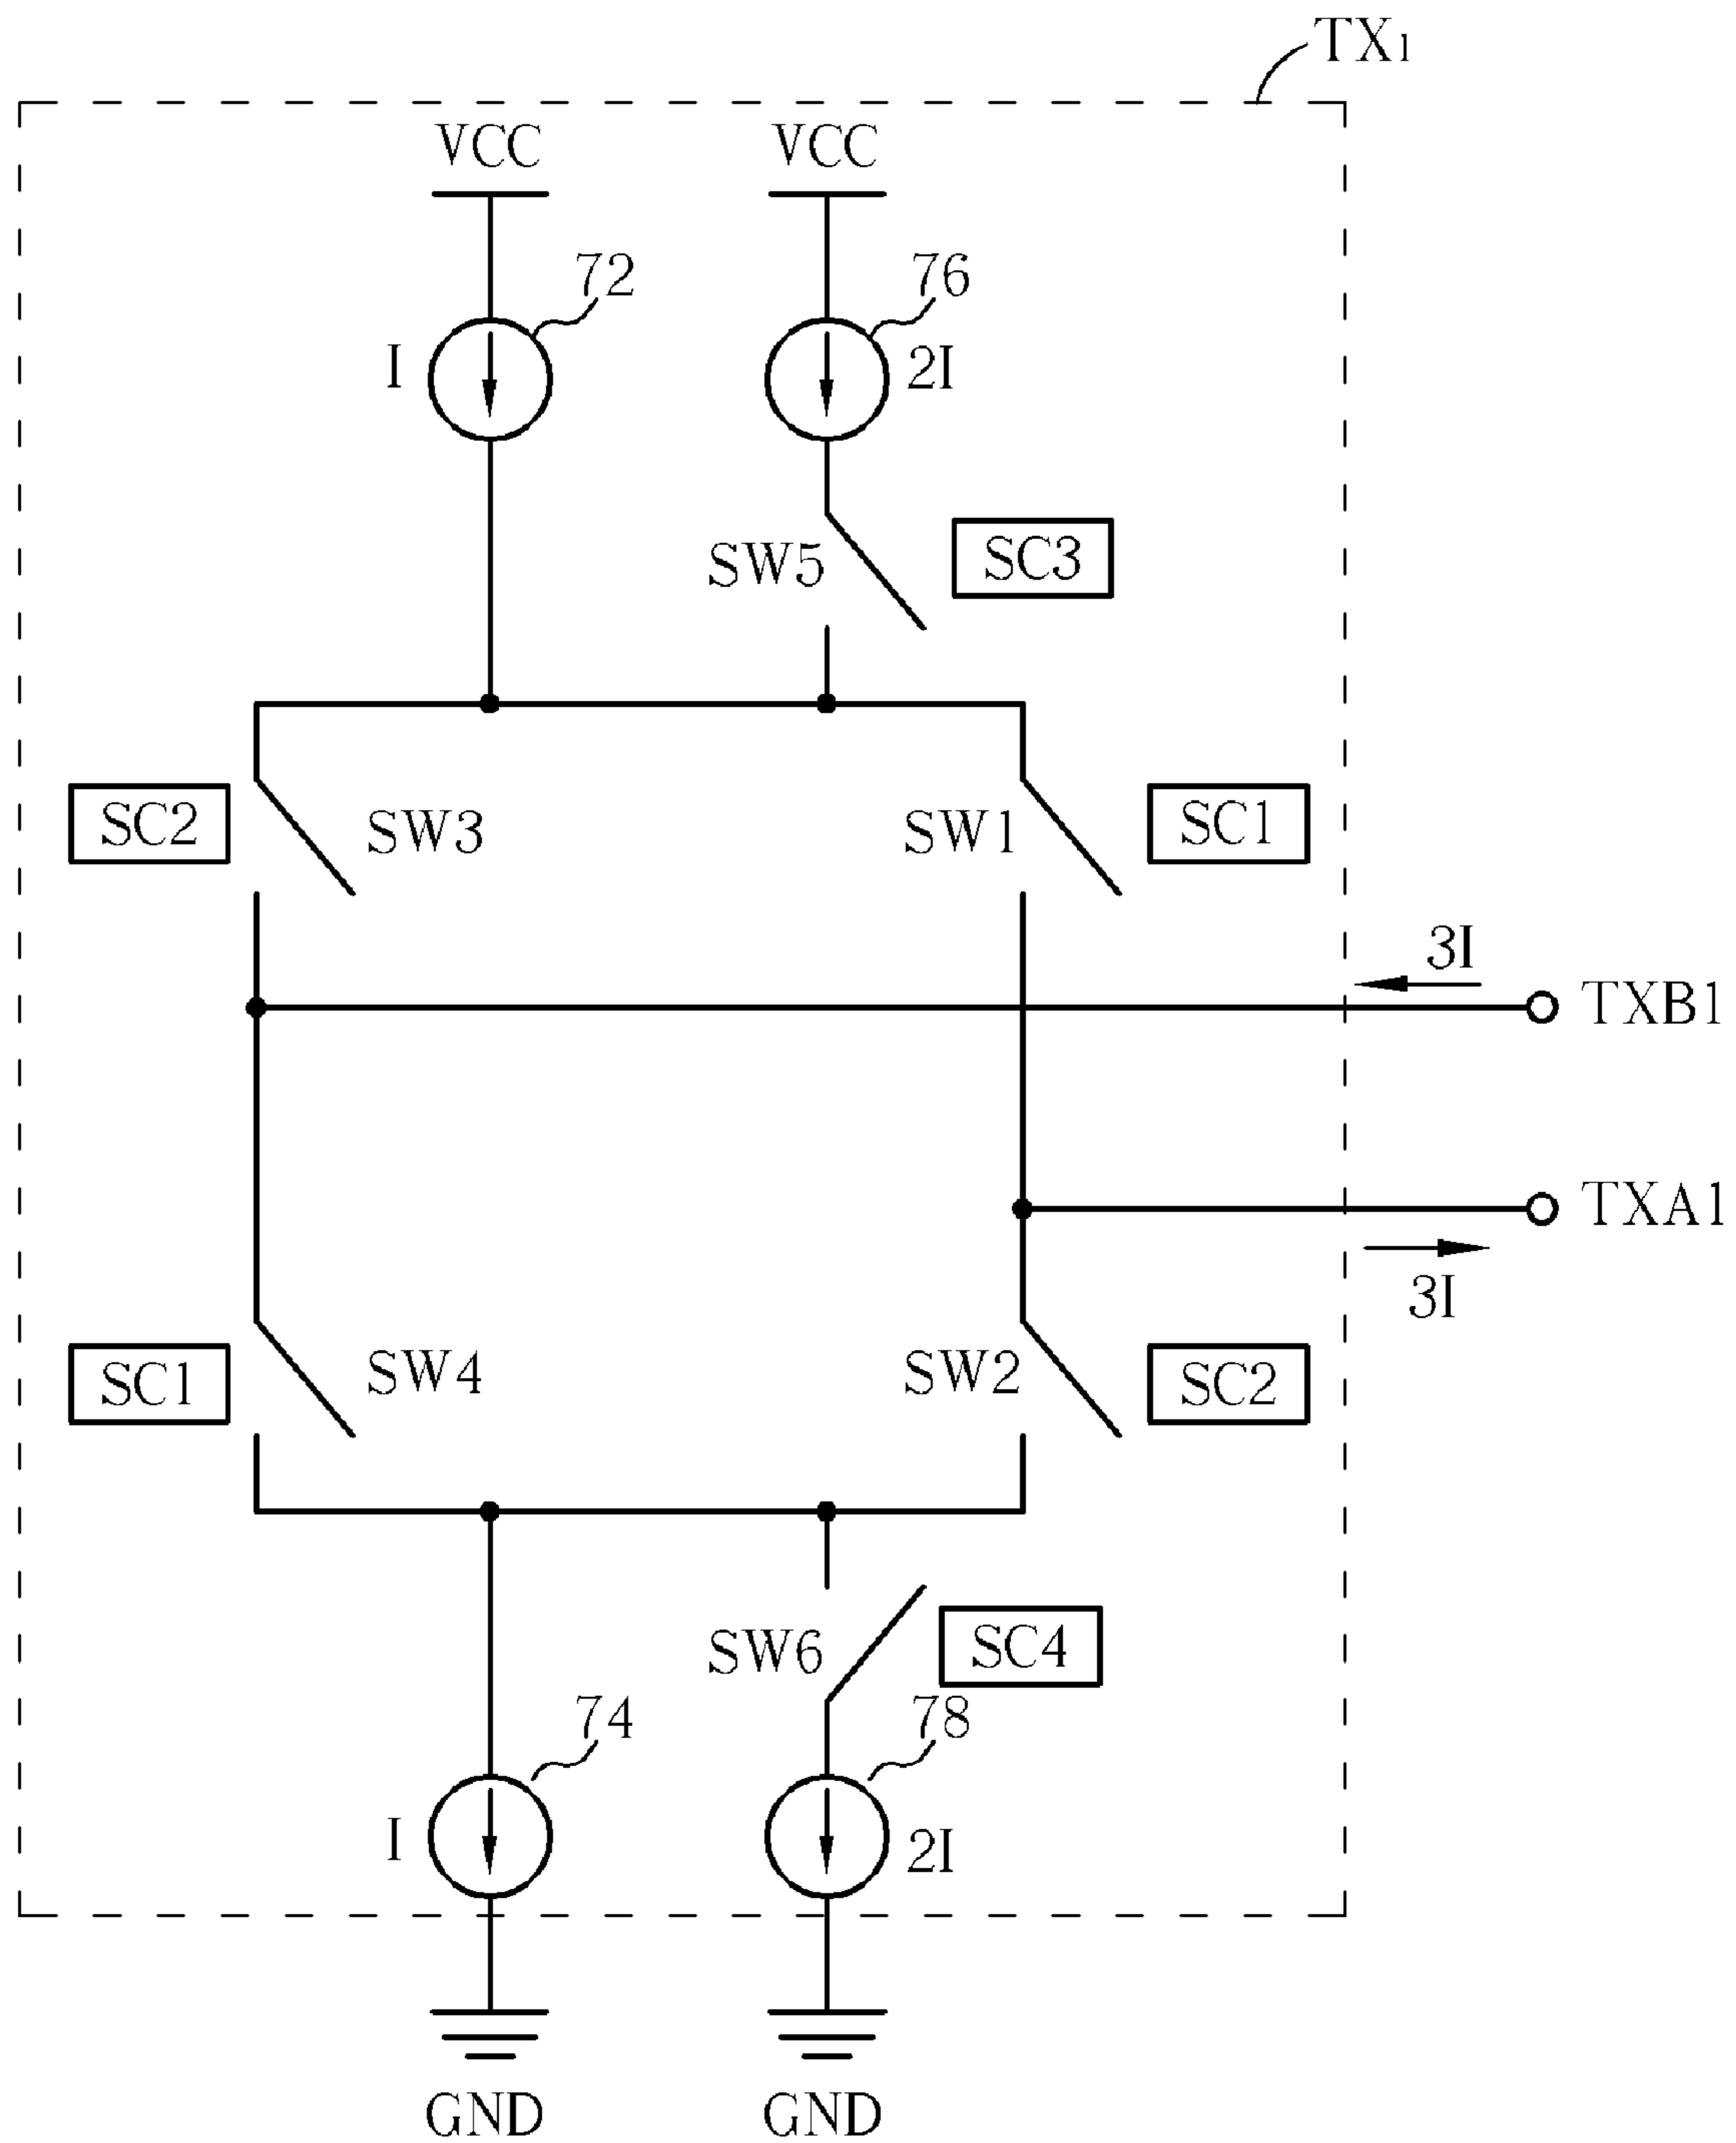 TX1
VCC VCC
72 76
I 2I
SW5 SC3
SC2 SW3 SW1 SC1
3I
TXB1
TXA1
3I
SC1 SW4 SW2 SC2
SW6 SC4
74 78
I 2I
GND GND